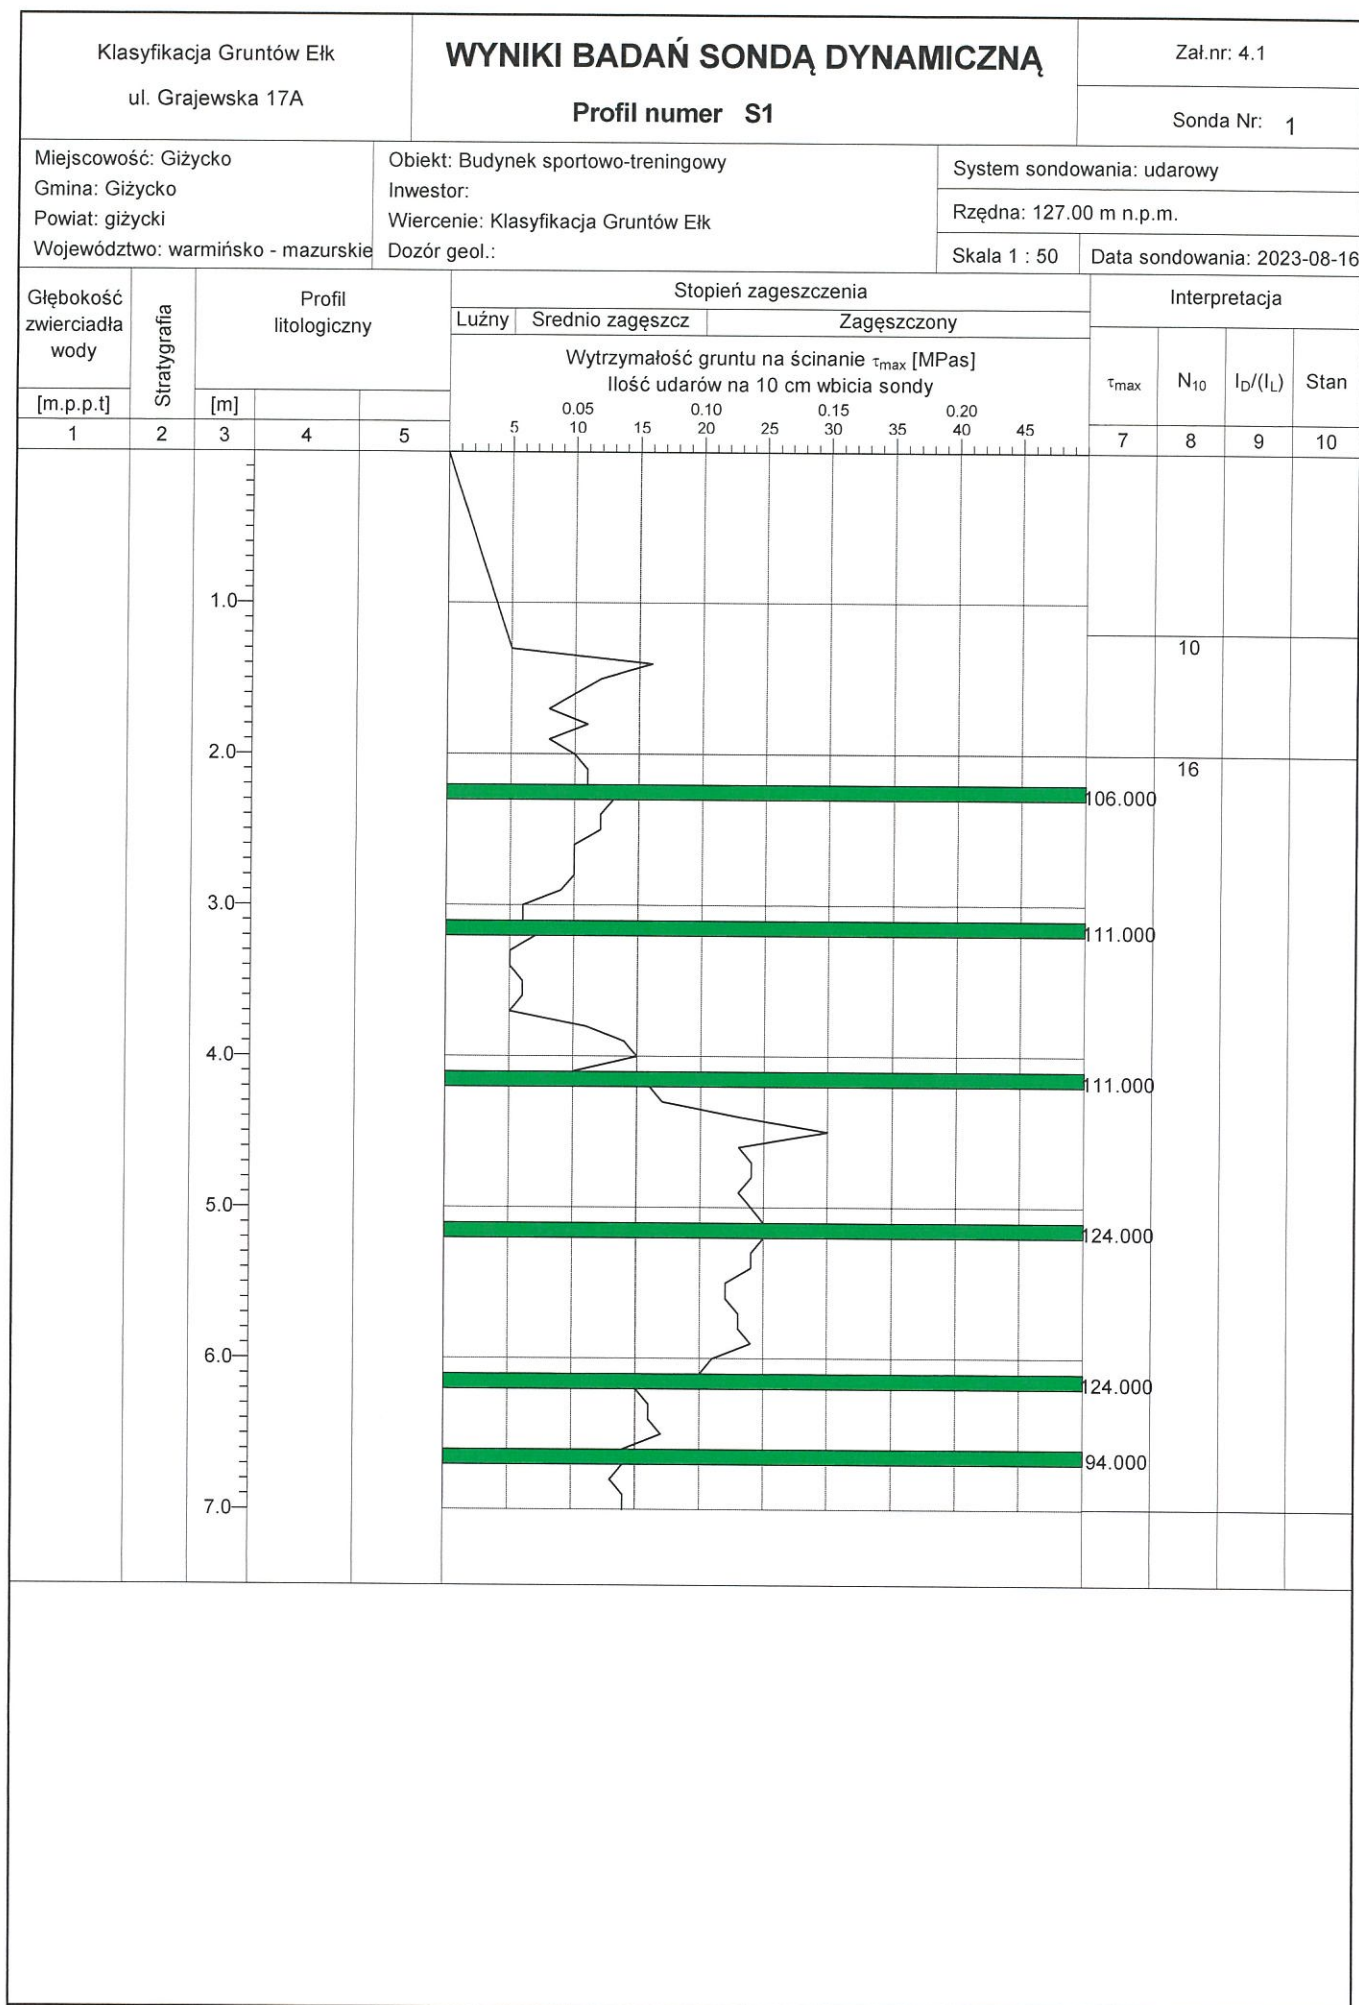 Klasyfikacja Gruntów Ełk
ul. Grajewska 17A
WYNIKI BADAŃ SONDĄ DYNAMICZNĄ
Profil numer S1
Zał.nr: 4.1
Sonda Nr: 1
Miejscowość: Giżycko
Gmina: Giżycko
Powiat: giżycki
Województwo: warmińsko - mazurskie
Obiekt: Budynek sportowo-treningowy
Inwestor:
Wiercenie: Klasyfikacja Gruntów Ełk
Dozór geol.:
System sondowania: udarowy
Rzędna: 127.00 m n.p.m.
Skala 1 : 50
Data sondowania: 2023-08-16
Głębokość
zwierciadła
wody
[m.p.p.t]
Stratygrafia
Profil
litologiczny
[m]
Stopień zageszczenia
Luźny Srednio zagęszcz Zagęszczony
Wytrzymałość gruntu na ścinanie τmax [MPas]
Ilość udarów na 10 cm wbicia sondy
0.05 0.10 0.15 0.20
5 10 15 20 25 30 35 40 45
Interpretacja
τmax N10 ID/(IL) Stan
1 2 3 4 5 7 8 9 10
1.0
10
2.0
16
106.000
3.0
111.000
4.0
111.000
5.0
124.000
6.0
124.000
94.000
7.0